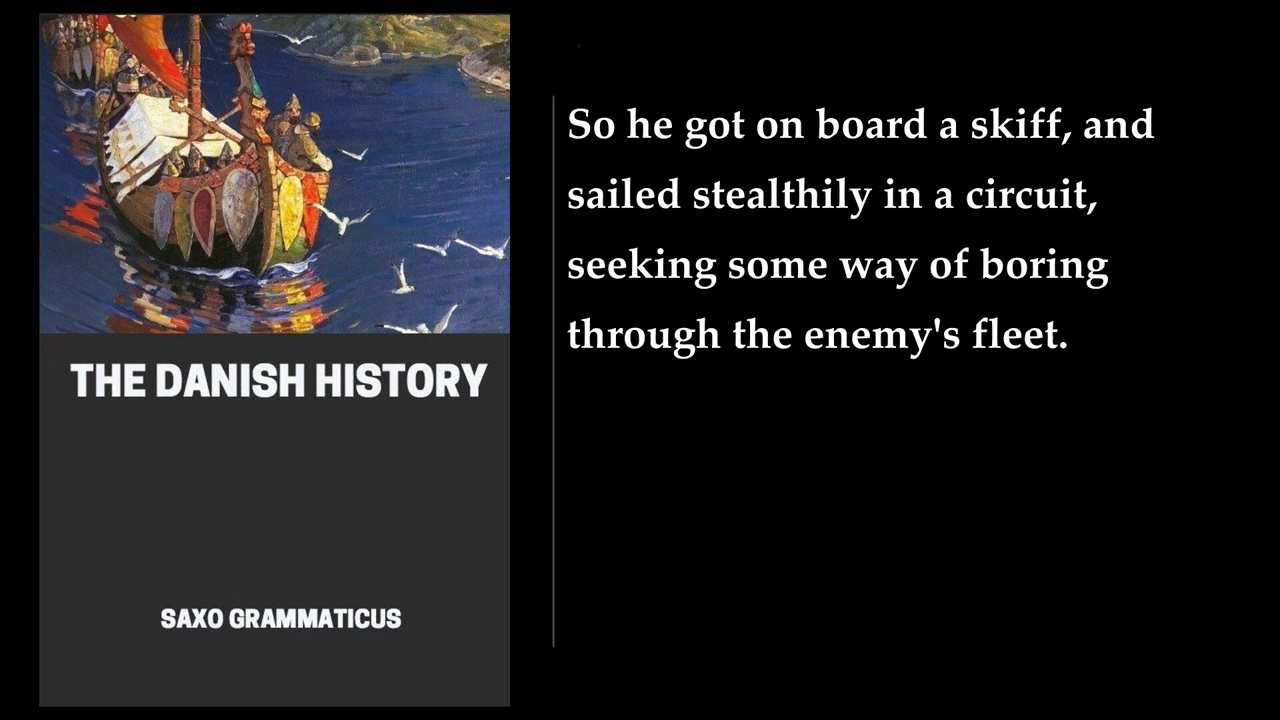 THE DANISH HISTORY
SAXO GRAMMATICUS
So he got on board a skiff, and
sailed stealthily in a circuit,
seeking some way of boring
through the enemy's fleet.